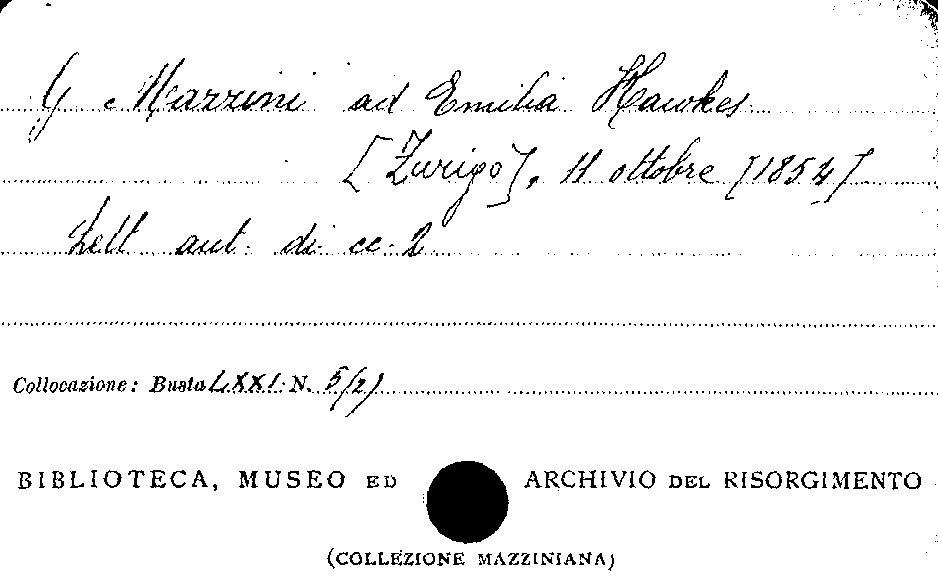 G Mazzini ad Emilia Hawkes
[Zurigo], 11 ottobre [1854]
Lett aut. di cc. 2
Collocazione: Busta LXXI N. 5/2)
BIBLIOTECA, MUSEO ED ARCHIVIO DEL RISORGIMENTO
(COLLEZIONE MAZZINIANA)